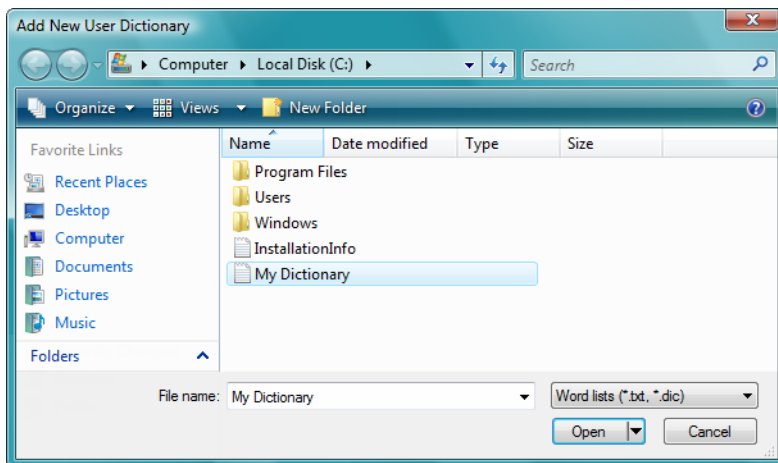 Add New User Dictionary
Computer Local Disk (C:) Search
Organize Views New Folder
Favorite Links
Recent Places
Desktop
Computer
Documents
Pictures
Music
Folders
Name Date modified Type Size
Program Files
Users
Windows
InstallationInfo
My Dictionary
File name: My Dictionary Word lists (*.txt, *.dic)
Open Cancel